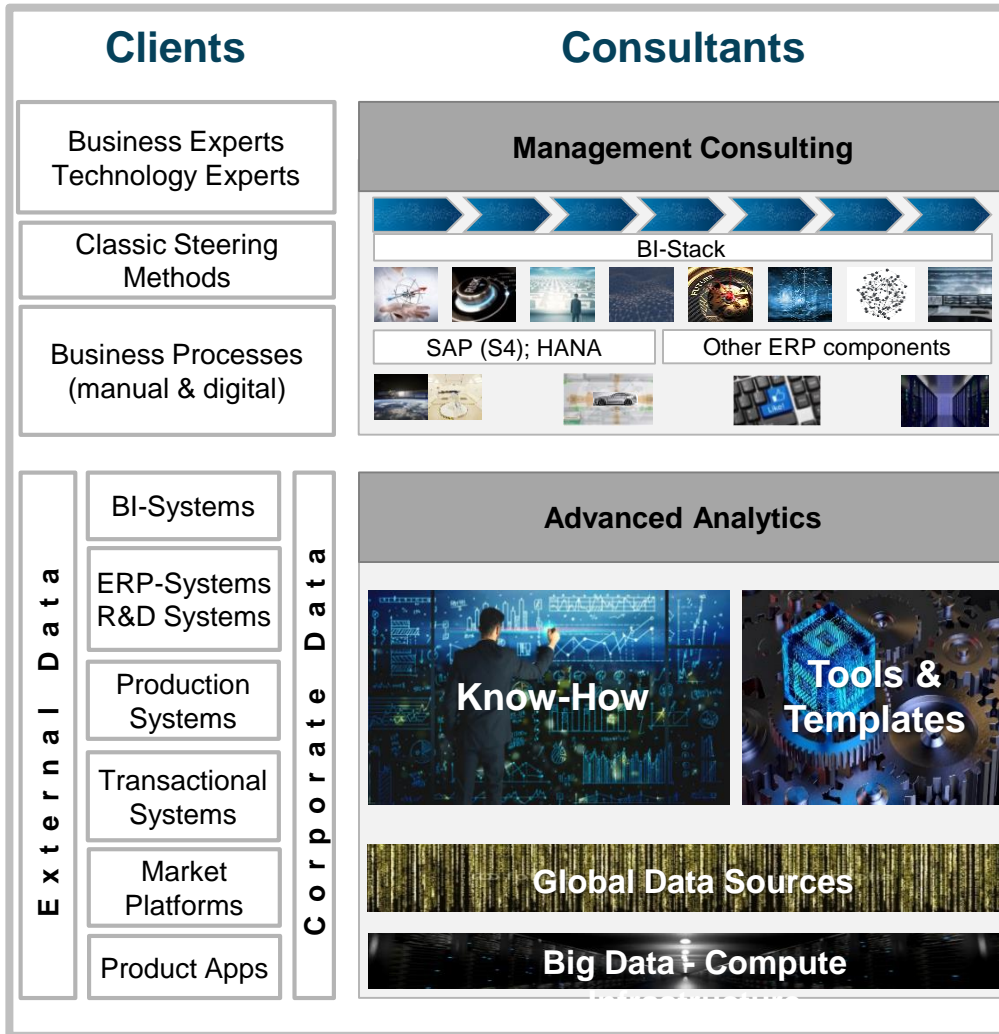 Clients
Consultants
Business Experts
Technology Experts
Classic Steering
Methods
Business Processes
(manual & digital)
Management Consulting
BI-Stack
FUTURE
SAP (S4); HANA
Other ERP components
Like!
External Data
BI-Systems
ERP-Systems
R&D Systems
Production
Systems
Transactional
Systems
Market
Platforms
Product Apps
Corporate Data
Advanced Analytics
Know-How
Tools &
Templates
Global Data Sources
Big Data - Compute